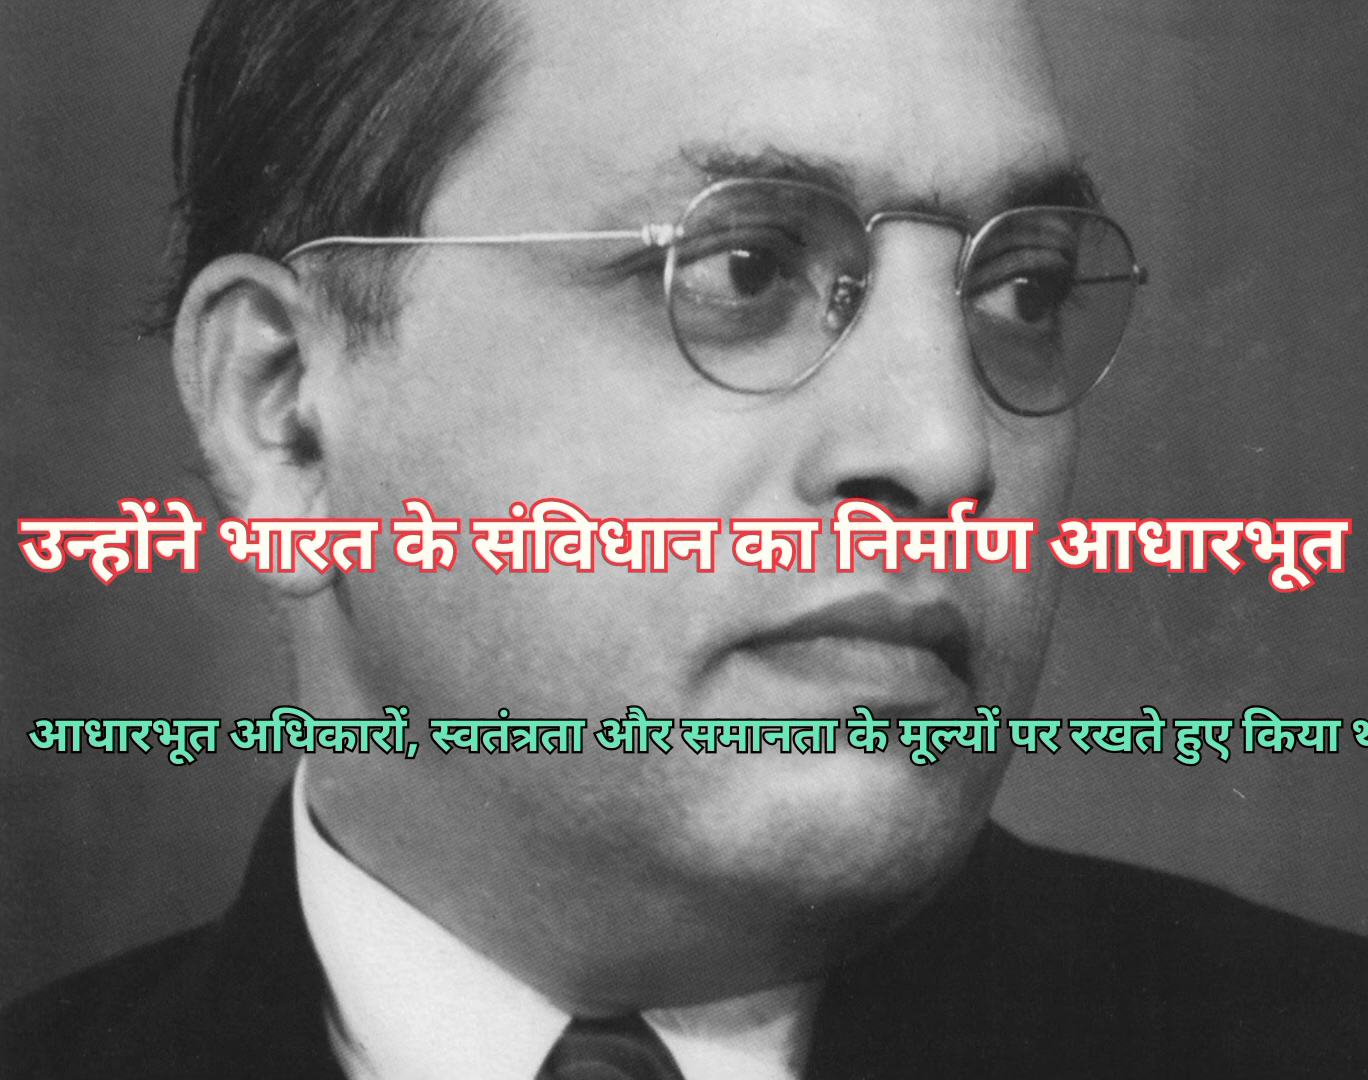 उन्होंने भारत के संविधान का निर्माण आधारभूत
आधारभूत अधिकारों, स्वतंत्रता और समानता के मूल्यों पर रखते हुए किया